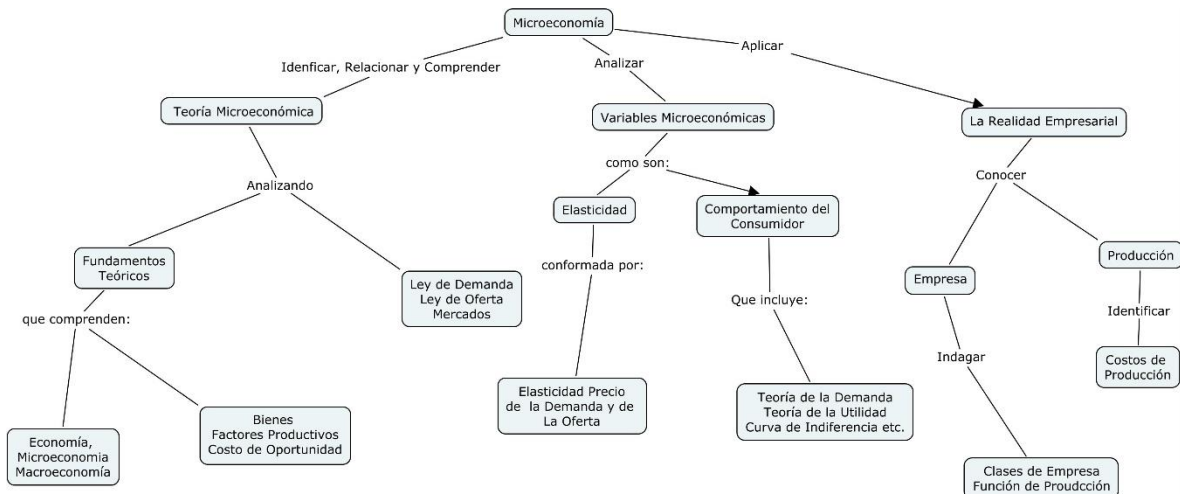 Microeconomía
Idenficar, Relacionar y Comprender
Analizar
Aplicar
Teoría Microeconómica
Variables Microeconómicas
La Realidad Empresarial
Analizando
como son:
Conocer
Elasticidad
Comportamiento del
Consumidor
Fundamentos
Teóricos
conformada por:
Producción
Ley de Demanda
Ley de Oferta
Mercados
Empresa
que comprenden:
Que incluye:
Identificar
Indagar
Costos de
Producción
Elasticidad Precio
de la Demanda y de
La Oferta
Teoría de la Demanda
Teoría de la Utilidad
Curva de Indiferencia etc.
Bienes
Factores Productivos
Costo de Oportunidad
Economía,
Microeconomia
Macroeconomía
Clases de Empresa
Función de Proudcción